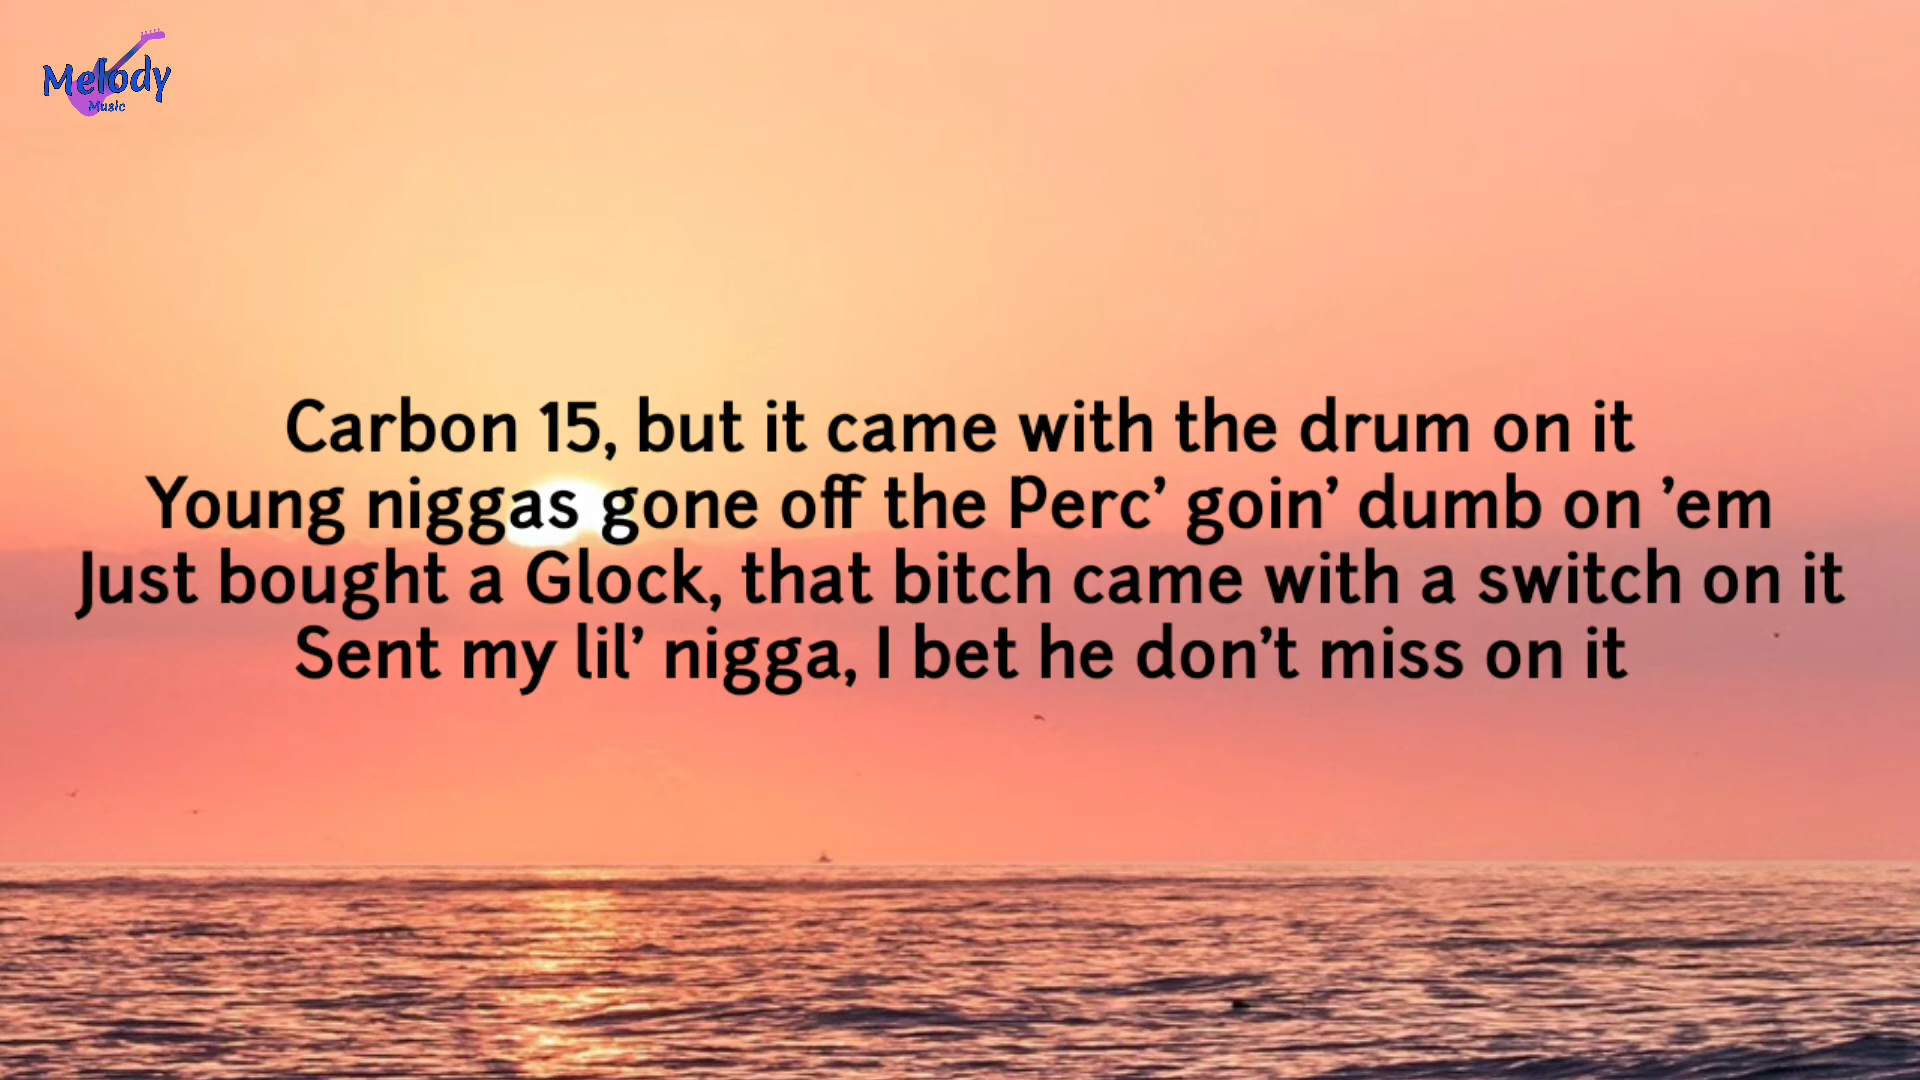 Melody
Music
Carbon 15, but it came with the drum on it
Young niggas gone off the Perc’ goin’ dumb on ’em
Just bought a Glock, that bitch came with a switch on it
Sent my lil’ nigga, I bet he don’t miss on it